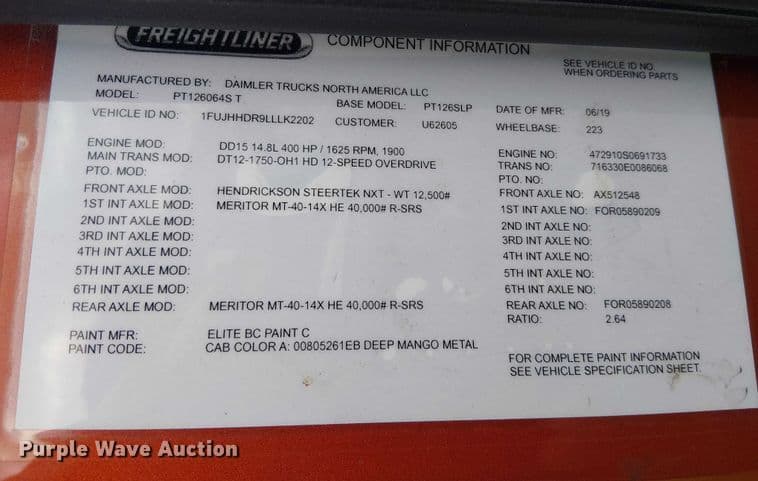 FREIGHTLINER COMPONENT INFORMATION
SEE VEHICLE ID NO.
WHEN ORDERING PARTS
MANUFACTURED BY: DAIMLER TRUCKS NORTH AMERICA LLC
MODEL: PT126064S T BASE MODEL: PT126SLP DATE OF MFR: 06/19
VEHICLE ID NO: 1FUJHHDR9LLLK2202 CUSTOMER: U62605 WHEELBASE: 223
ENGINE MOD: DD15 14.8L 400 HP / 1625 RPM, 1900 ENGINE NO: 472910S0691733
MAIN TRANS MOD: DT12-1750-OH1 HD 12-SPEED OVERDRIVE TRANS NO: 716330E0086068
PTO. MOD: PTO. NO:
FRONT AXLE MOD: HENDRICKSON STEERTEK NXT - WT 12,500# FRONT AXLE NO: AX512548
1ST INT AXLE MOD: MERITOR MT-40-14X HE 40,000# R-SRS 1ST INT AXLE NO: FOR05890209
2ND INT AXLE MOD: 2ND INT AXLE NO:
3RD INT AXLE MOD: 3RD INT AXLE NO:
4TH INT AXLE MOD: 4TH INT AXLE NO:
5TH INT AXLE MOD: 5TH INT AXLE NO:
6TH INT AXLE MOD: 6TH INT AXLE NO:
REAR AXLE MOD: MERITOR MT-40-14X HE 40,000# R-SRS REAR AXLE NO: FOR05890208
RATIO: 2.64
PAINT MFR: ELITE BC PAINT C
PAINT CODE: CAB COLOR A: 00805261EB DEEP MANGO METAL
FOR COMPLETE PAINT INFORMATION
SEE VEHICLE SPECIFICATION SHEET.
Purple Wave Auction